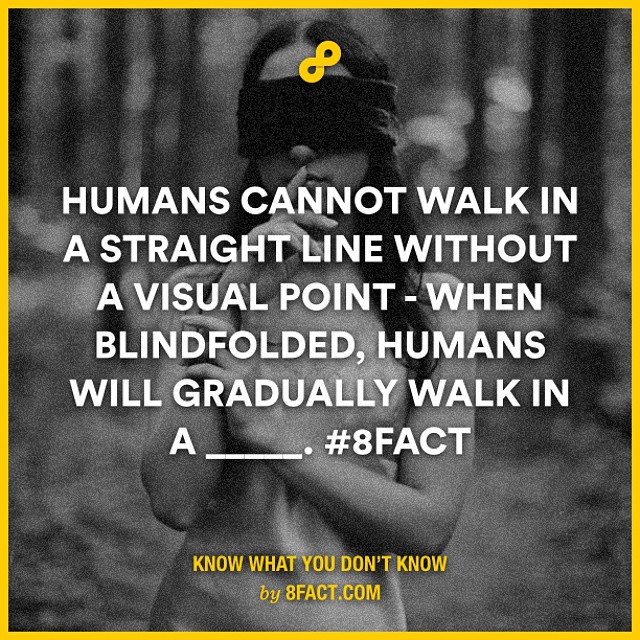 HUMANS CANNOT WALK IN
A STRAIGHT LINE WITHOUT
A VISUAL POINT - WHEN
BLINDFOLDED, HUMANS
WILL GRADUALLY WALK IN
A _____. #8FACT
KNOW WHAT YOU DON'T KNOW
by 8FACT.COM